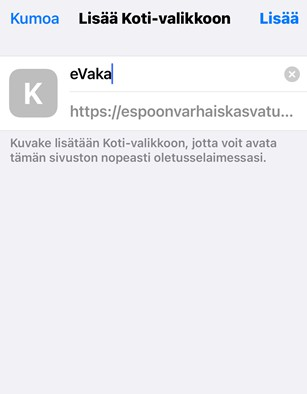 Kumoa Lisää Koti-valikkoon Lisää
K
eVaka
https://espoonvarhaiskasvatu...
Kuvake lisätään Koti-valikkoon, jotta voit avata
tämän sivuston nopeasti oletusselaimessasi.